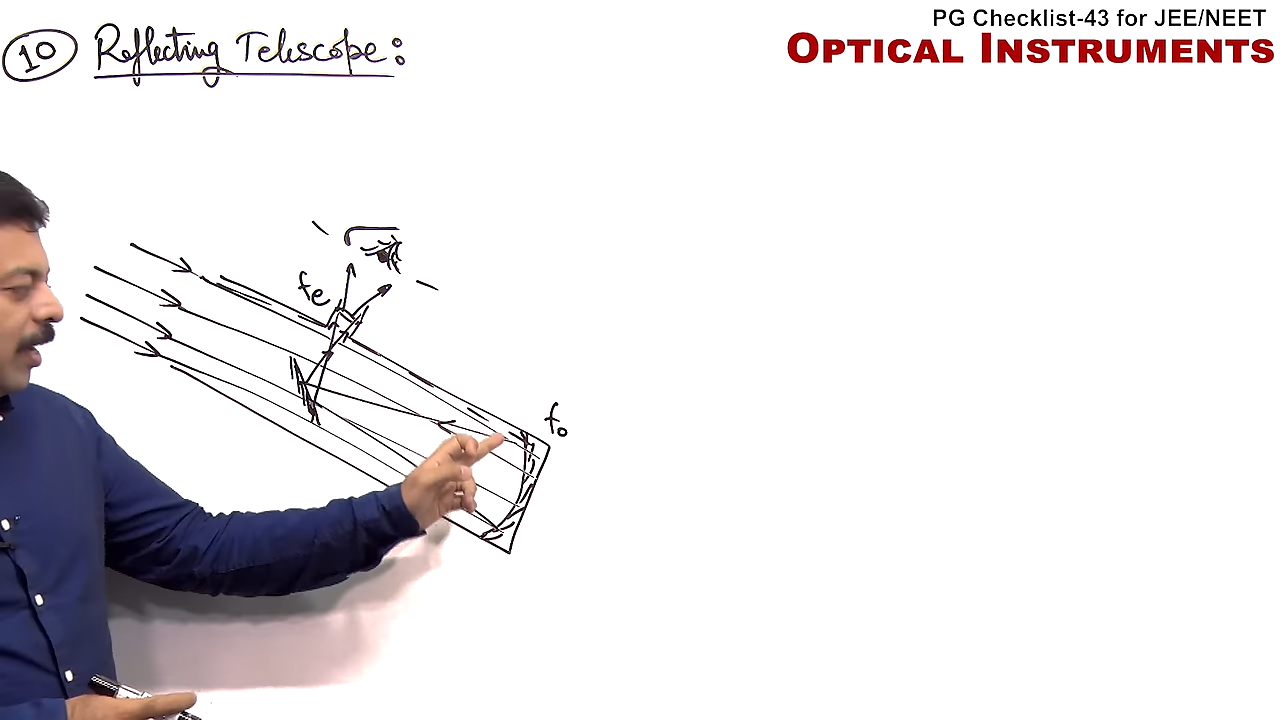 PG Checklist-43 for JEE/NEET
OPTICAL INSTRUMENTS
10 Reflecting Telescope:
fe
fo